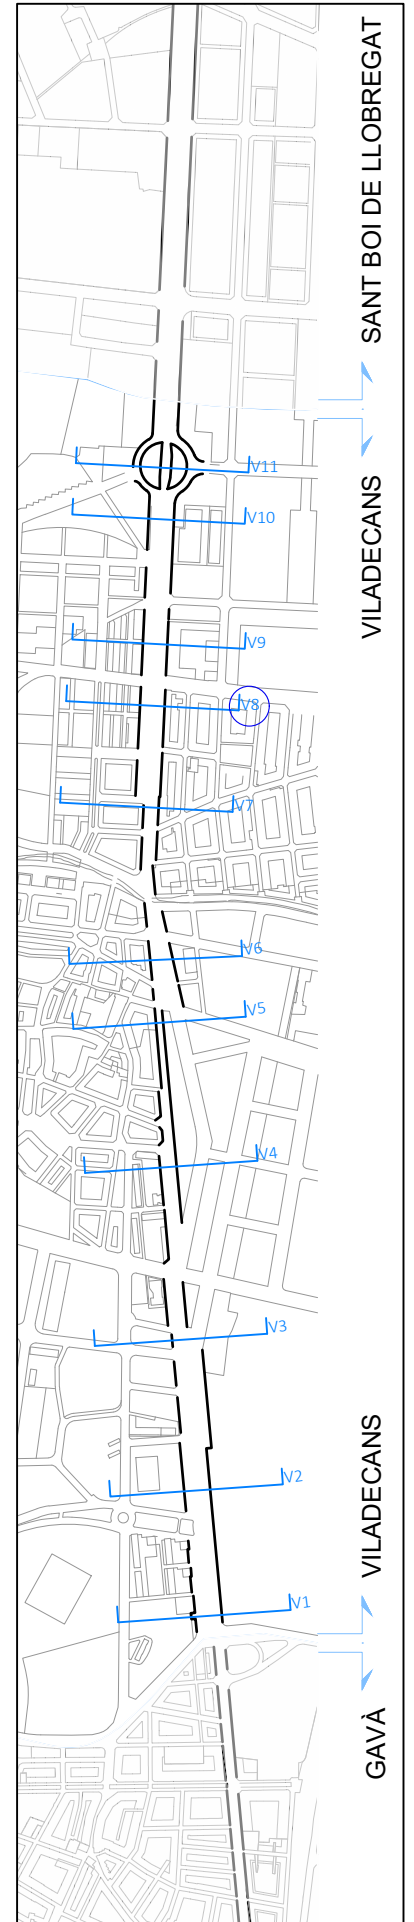 SANT BOI DE LLOBREGAT
VILADECANS
V11
V10
V9
V8
V7
V6
V5
V4
V3
V2
V1
VILADECANS
GAVÀ